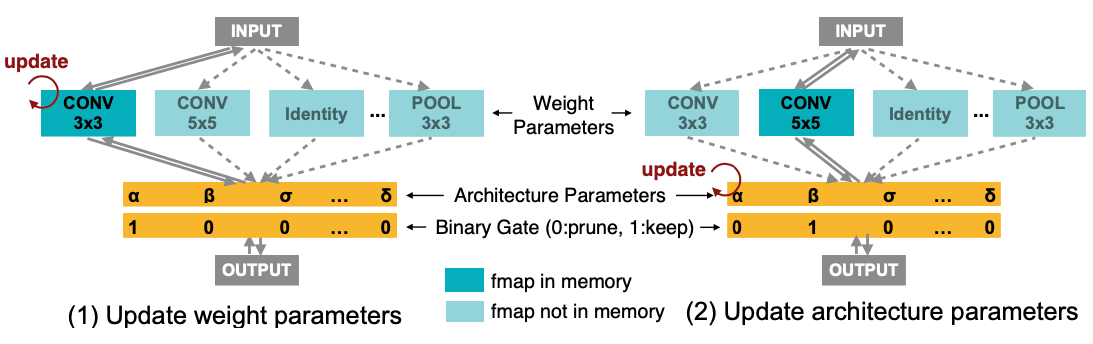 INPUT
INPUT
update
CONV
3x3
CONV
5x5
Identity
...
POOL
3x3
Weight
Parameters
CONV
3x3
CONV
5x5
Identity
...
POOL
3x3
update
α β σ ... δ
Architecture Parameters
α β σ ... δ
1 0 0 ... 0
Binary Gate (0:prune, 1:keep)
0 1 0 ... 0
OUTPUT
OUTPUT
fmap in memory
fmap not in memory
(1) Update weight parameters
(2) Update architecture parameters